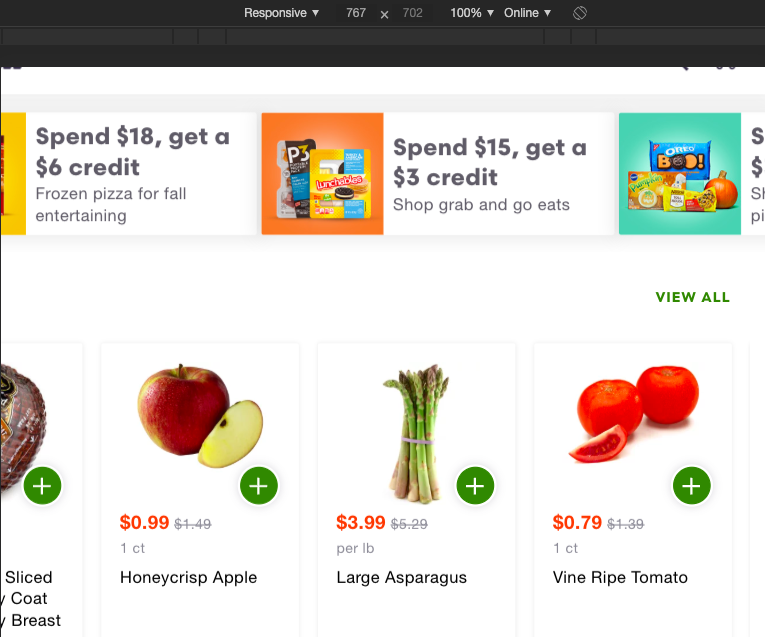 Responsive ▼ 767 × 702 100% ▼ Online ▼
Spend $18, get a
$6 credit
Frozen pizza for fall
entertaining
P3
Lunchables
Spend $15, get a
$3 credit
Shop grab and go eats
OREO
BOO!
Pumpkin
S
$
Sh
pi
VIEW ALL
$0.99 $1.49
1 ct
Honeycrisp Apple
$3.99 $5.29
per lb
Large Asparagus
$0.79 $1.39
1 ct
Vine Ripe Tomato
Sliced
y Coat
y Breast